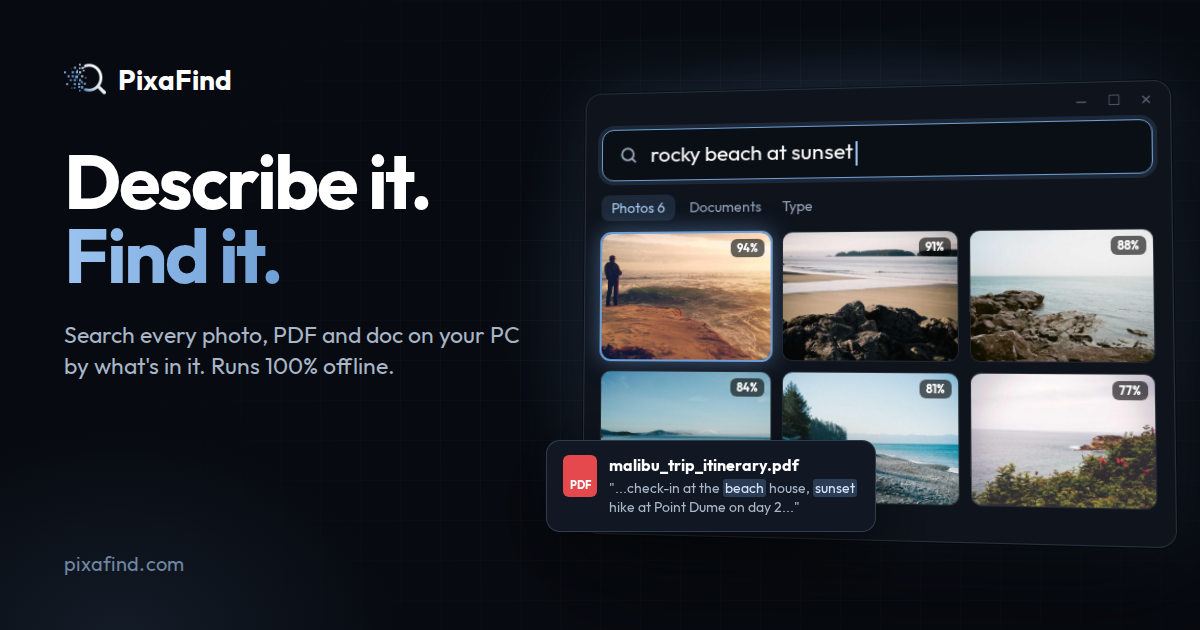 PixaFind
Describe it.
Find it.
Search every photo, PDF and doc on your PC
by what's in it. Runs 100% offline.
pixafind.com
rocky beach at sunset
Photos 6 Documents Type
94% 91% 88%
84% 81% 77%
PDF
malibu_trip_itinerary.pdf
"...check-in at the beach house, sunset
hike at Point Dume on day 2..."